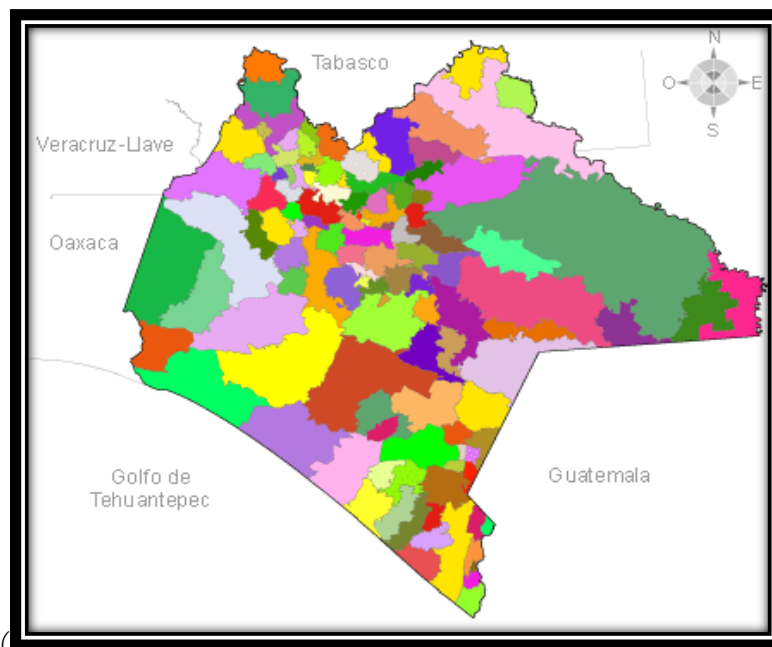 N
Tabasco
O
E
S
Veracruz-Llave
Oaxaca
Golfo de
Tehuantepec
Guatemala
(